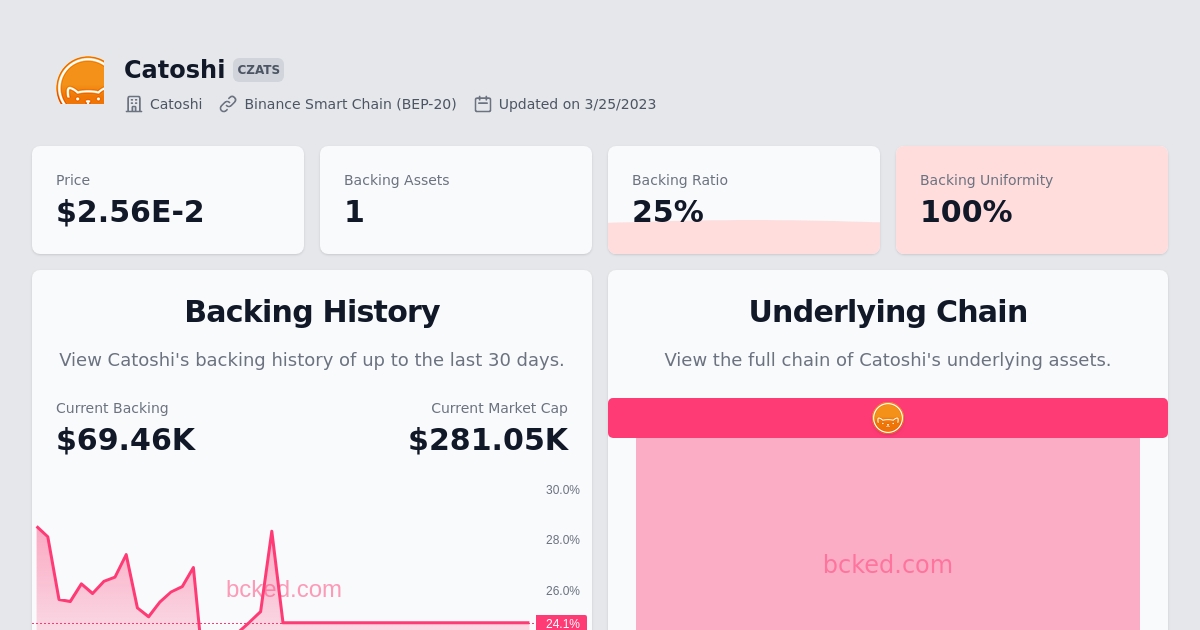 Catoshi CZATS
Catoshi Binance Smart Chain (BEP-20) Updated on 3/25/2023
Price
$2.56E-2
Backing Assets
1
Backing Ratio
25%
Backing Uniformity
100%
Backing History
View Catoshi's backing history of up to the last 30 days.
Current Backing
$69.46K
Current Market Cap
$281.05K
30.0%
28.0%
26.0%
24.1%
bcked.com
Underlying Chain
View the full chain of Catoshi's underlying assets.
bcked.com